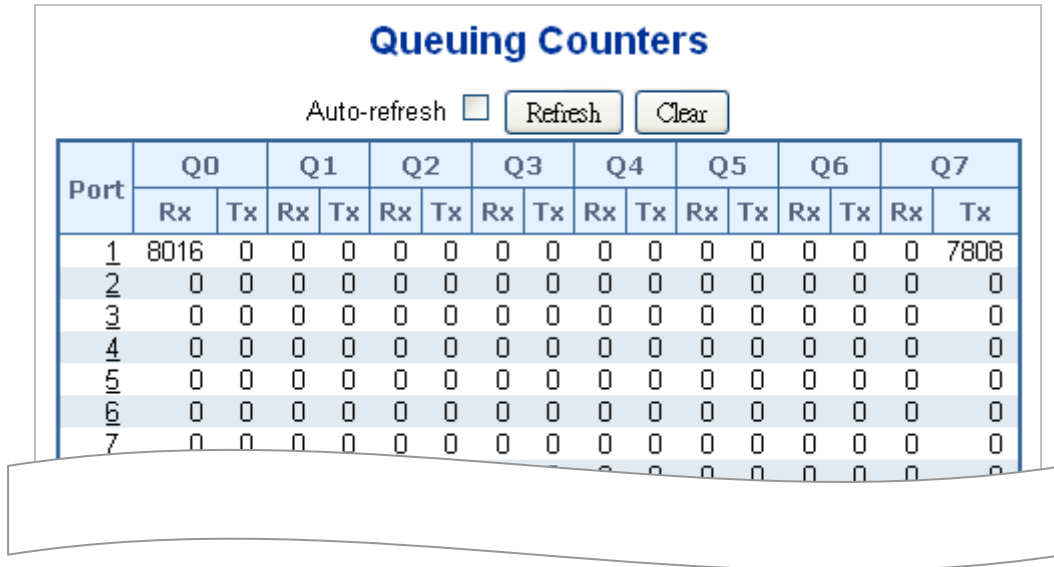 Queuing Counters
Auto-refresh Refresh Clear
Port Q0 Q1 Q2 Q3 Q4 Q5 Q6 Q7
Rx Tx Rx Tx Rx Tx Rx Tx Rx Tx Rx Tx Rx Tx Rx Tx
1 8016 0 0 0 0 0 0 0 0 0 0 0 0 0 0 7808
2 0 0 0 0 0 0 0 0 0 0 0 0 0 0 0 0
3 0 0 0 0 0 0 0 0 0 0 0 0 0 0 0 0
4 0 0 0 0 0 0 0 0 0 0 0 0 0 0 0 0
5 0 0 0 0 0 0 0 0 0 0 0 0 0 0 0 0
6 0 0 0 0 0 0 0 0 0 0 0 0 0 0 0 0
7 0 0 0 0 0 0 0 0 0 0 0 0 0 0 0 0